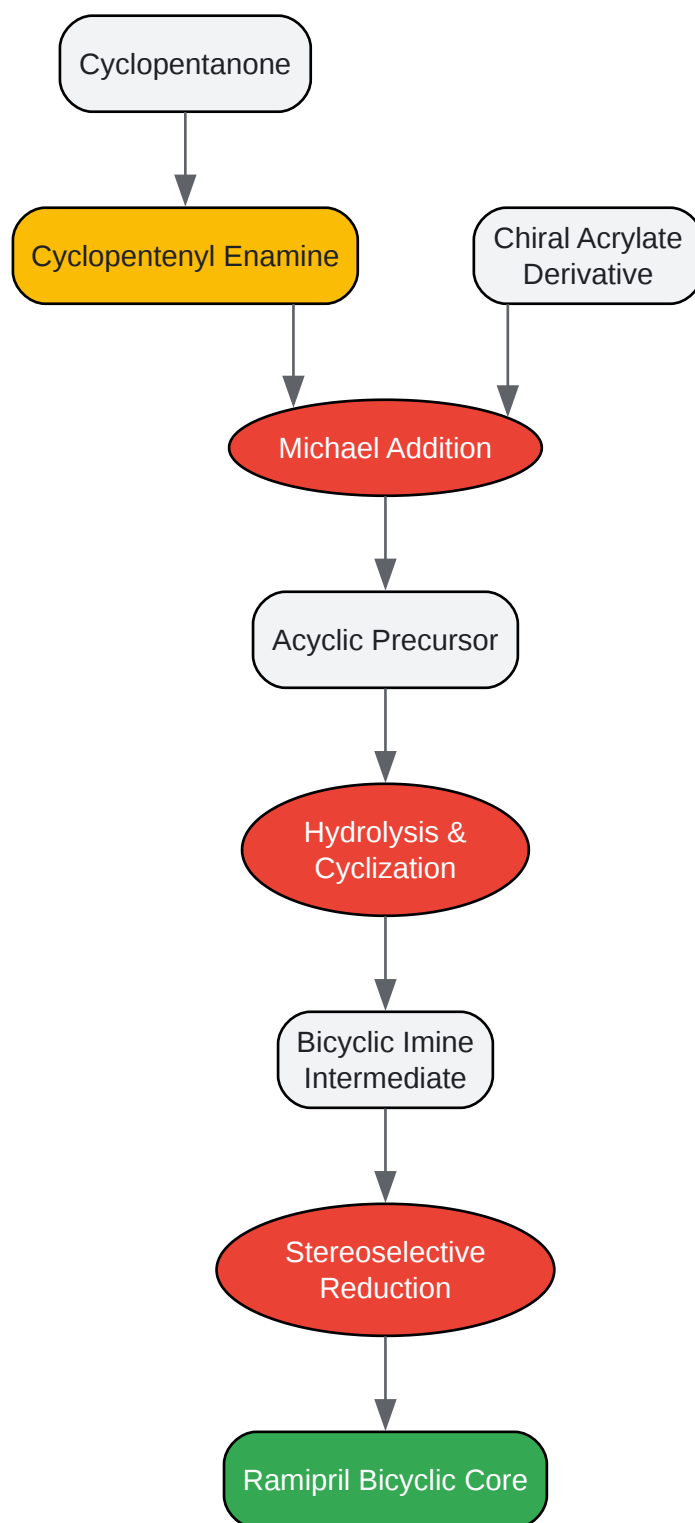 Cyclopentanone
Cyclopentenyl Enamine
Chiral Acrylate
Derivative
Michael Addition
Acyclic Precursor
Hydrolysis &
Cyclization
Bicyclic Imine
Intermediate
Stereoselective
Reduction
Ramipril Bicyclic Core